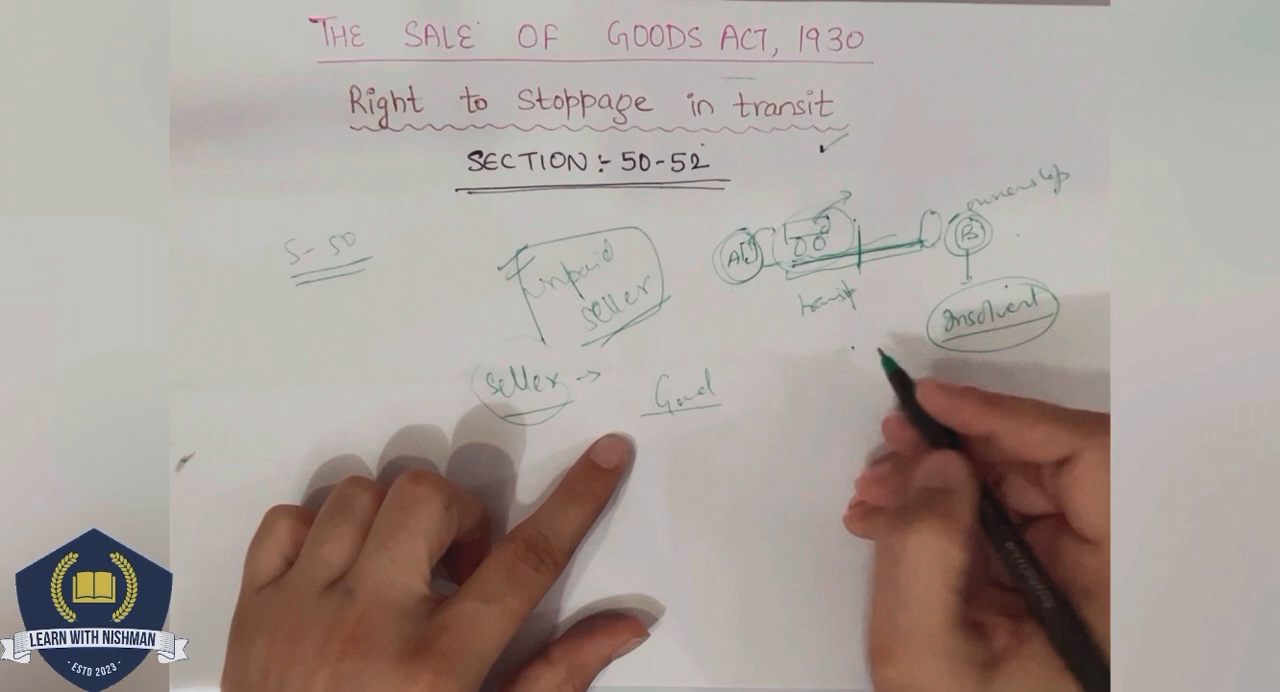 THE SALE OF GOODS ACT, 1930
Right to Stoppage in transit
SECTION :- 50-52
S-50
unpaid
seller
A
B
ownership
transit
Insolvent
seller →
Good
LEARN WITH NISHMAN
- ESTD 2023 -